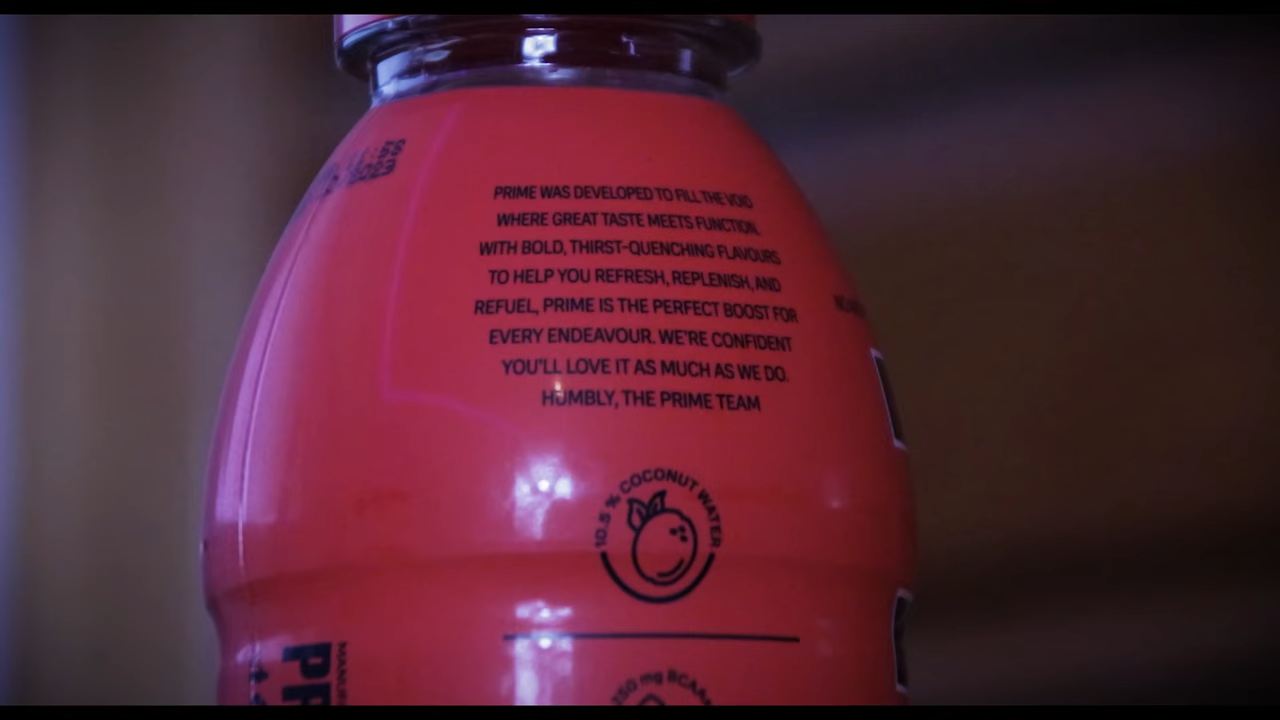 PRIME WAS DEVELOPED TO FILL THE VOID
WHERE GREAT TASTE MEETS FUNCTION.
WITH BOLD, THIRST-QUENCHING FLAVOURS
TO HELP YOU REFRESH, REPLENISH, AND
REFUEL, PRIME IS THE PERFECT BOOST FOR
EVERY ENDEAVOUR. WE'RE CONFIDENT
YOU'LL LOVE IT AS MUCH AS WE DO.
HUMBLY, THE PRIME TEAM
10.5 % COCONUT WATER
mg BCAA